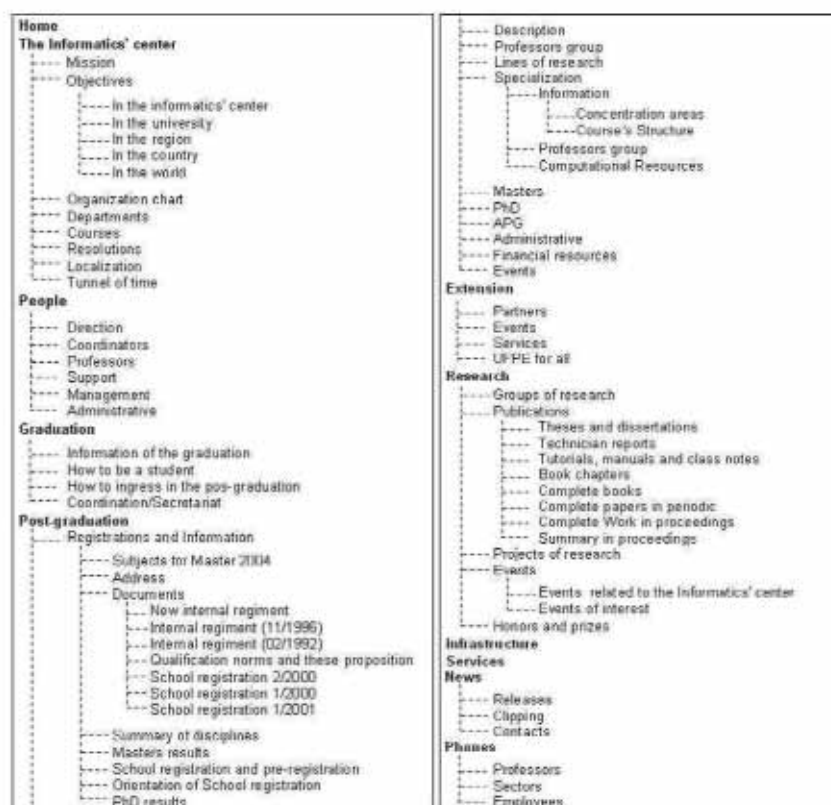 Home
The Informatics' center
Mission
Objectives
In the informatics' center
In the university
In the region
In the country
In the world
Organization chart
Departments
Courses
Resolutions
Localization
Tunnel of time
People
Direction
Coordinators
Professors
Support
Management
Administrative
Graduation
Information of the graduation
How to be a student
How to ingress in the pos-graduation
Coordination/Secretariat
Post-graduation
Registrations and Information
Subjects for Master 2004
Address
Documents
New internal regiment
Internal regiment (11/1996)
Internal regiment (02/1992)
Qualification norms and these proposition
School registration 2/2000
School registration 1/2000
School registration 1/2001
Summary of disciplines
Masters results
School registration and pre-registration
Orientation of School registration
PhD results
Description
Professors group
Lines of research
Specialization
Information
Concentration areas
Course's Structure
Professors group
Computational Resources
Masters
PhD
APG
Administrative
Financial resources
Events
Extension
Partners
Events
Services
UFPE for all
Research
Groups of research
Publications
Theses and dissertations
Technician reports
Tutorials, manuals and class notes
Book chapters
Complete books
Complete papers in periodic
Complete Work in proceedings
Summary in proceedings
Projects of research
Events
Events related to the Informatics' center
Events of interest
Honors and prizes
Infrastructure
Services
News
Releases
Clipping
Contacts
Phones
Professors
Sectors
Employees